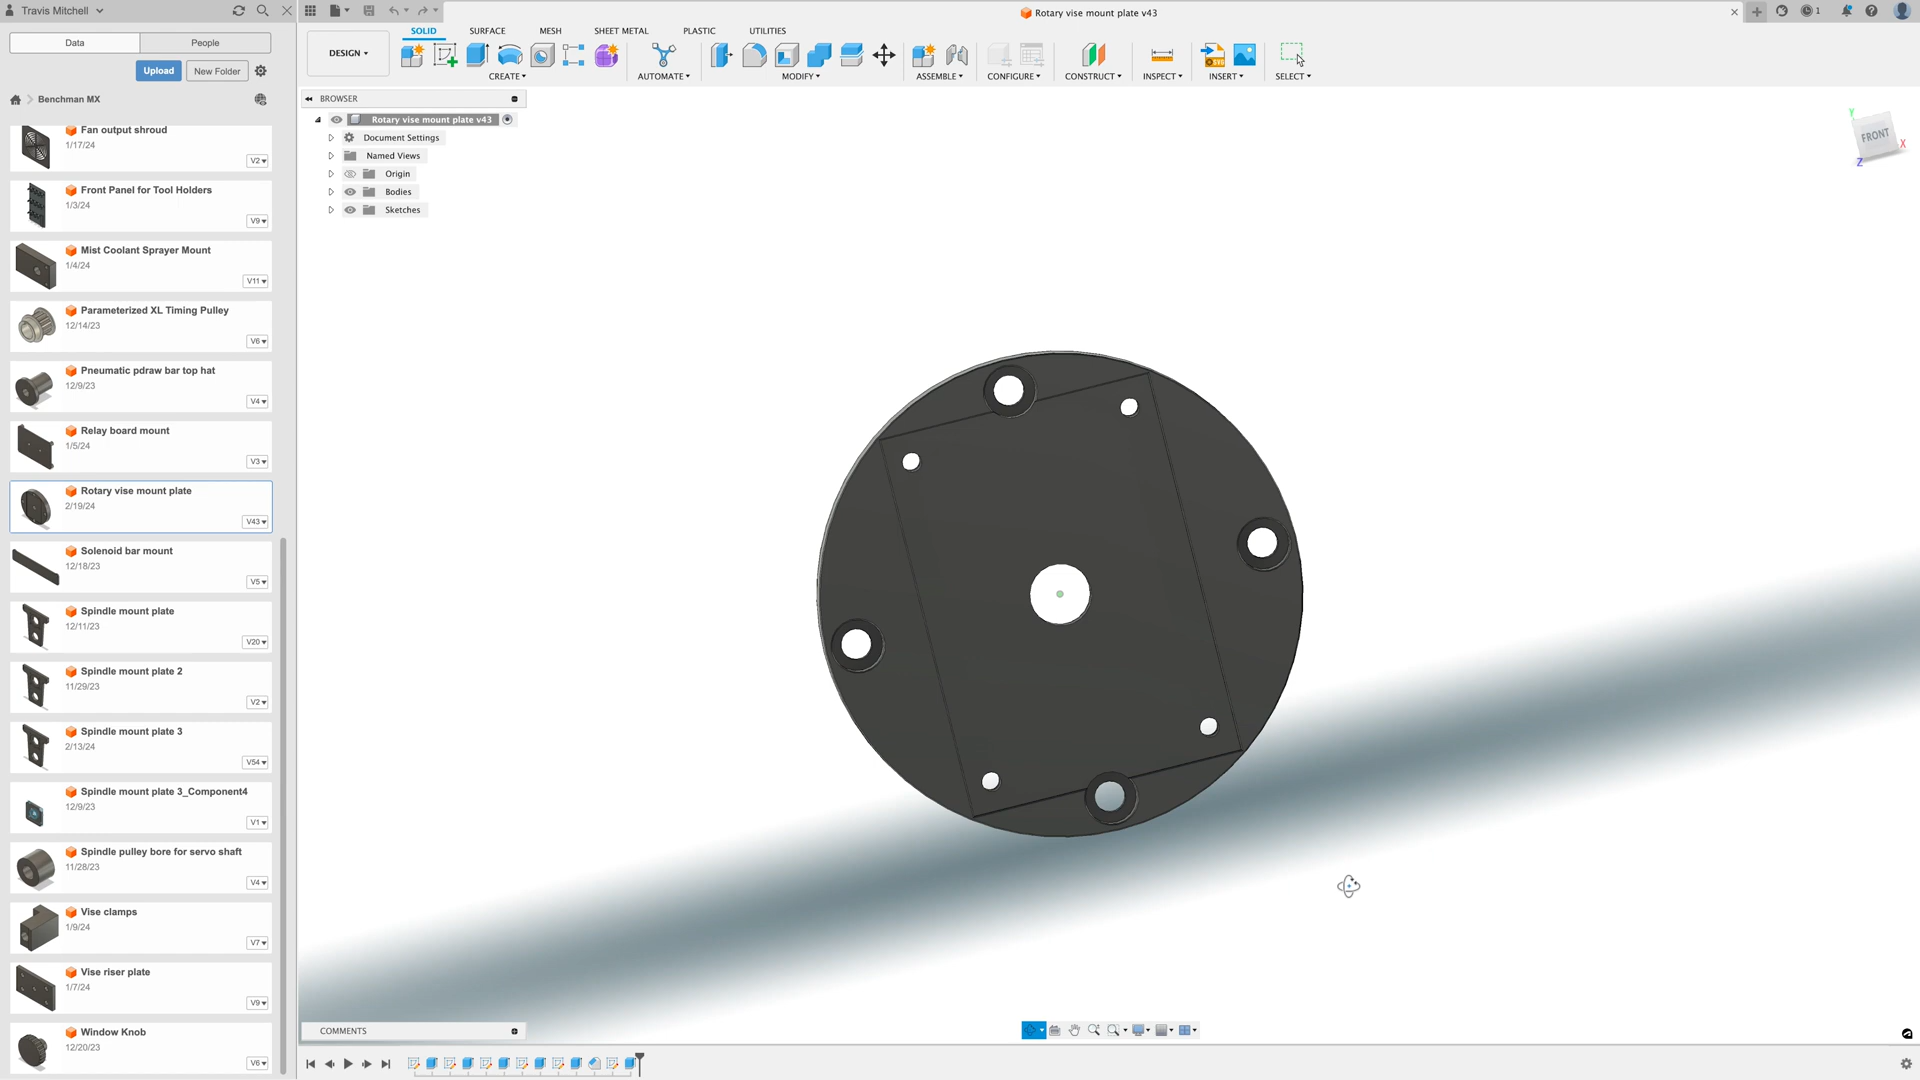 Travis Mitchell
Data People
Upload New Folder
Benchman MX
Fan output shroud
1/17/24
V2
Front Panel for Tool Holders
1/3/24
V9
Mist Coolant Sprayer Mount
1/4/24
V11
Parameterized XL Timing Pulley
12/14/23
V6
Pneumatic pdraw bar top hat
12/9/23
V4
Relay board mount
1/5/24
V3
Rotary vise mount plate
2/19/24
V43
Solenoid bar mount
12/18/23
V5
Spindle mount plate
12/11/23
V20
Spindle mount plate 2
11/29/23
V2
Spindle mount plate 3
2/13/24
V54
Spindle mount plate 3_Component4
12/9/23
V1
Spindle pulley bore for servo shaft
11/28/23
V4
Vise clamps
1/9/24
V7
Vise riser plate
1/7/24
V9
Window Knob
12/20/23
V6
Rotary vise mount plate v43
1
DESIGN
SOLID SURFACE MESH SHEET METAL PLASTIC UTILITIES
CREATE AUTOMATE MODIFY ASSEMBLE CONFIGURE CONSTRUCT INSPECT INSERT SELECT
BROWSER
Rotary vise mount plate v43
Document Settings
Named Views
Origin
Bodies
Sketches
Y
FRONT
X
Z
COMMENTS